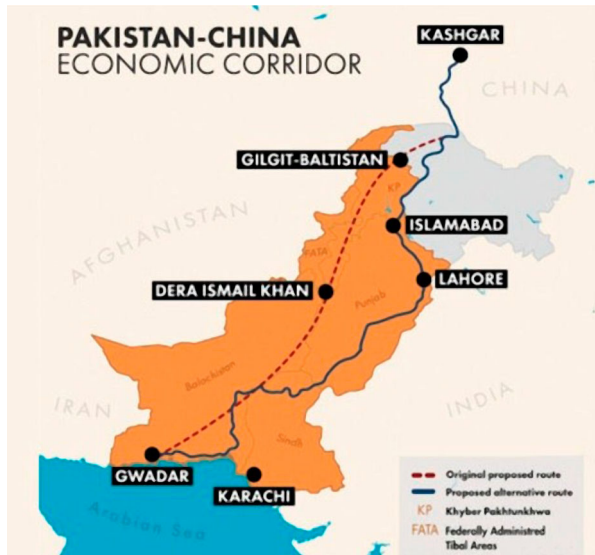 PAKISTAN-CHINA
ECONOMIC CORRIDOR
KASHGAR
CHINA
GILGIT-BALTISTAN
KP
AFGHANISTAN
ISLAMABAD
FATA
LAHORE
DERA ISMAIL KHAN
Punjab
Balochistan
IRAN
INDIA
Sindh
GWADAR
KARACHI
Arabian Sea
Original proposed route
Proposed alternative route
KP Khyber Pakhtunkhwa
FATA Federally Administred
Tibal Areas